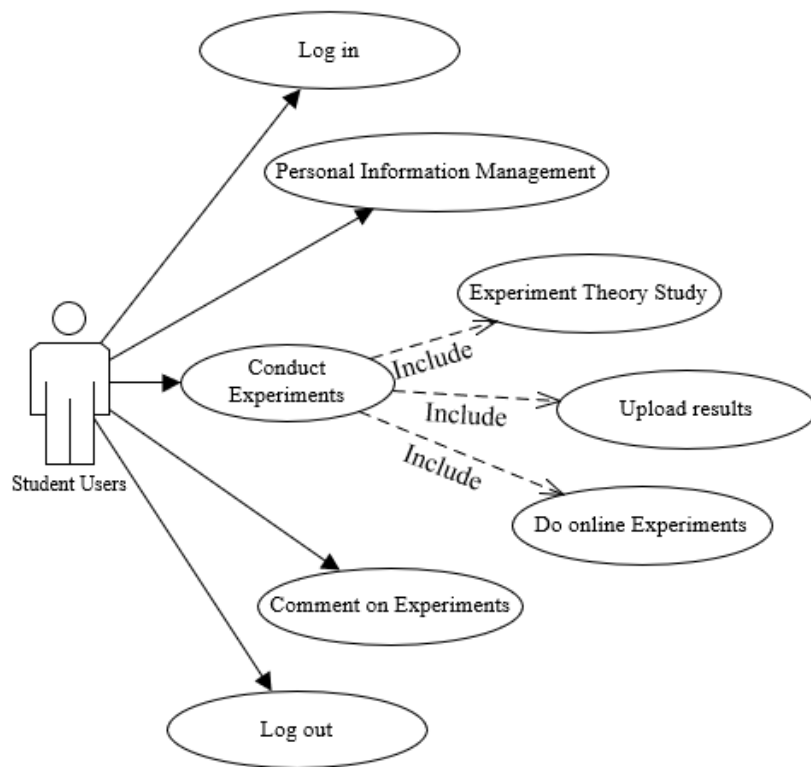 Log in
Personal Information Management
Experiment Theory Study
Include
Conduct
Experiments
Include
Upload results
Include
Student Users
Do online Experiments
Comment on Experiments
Log out